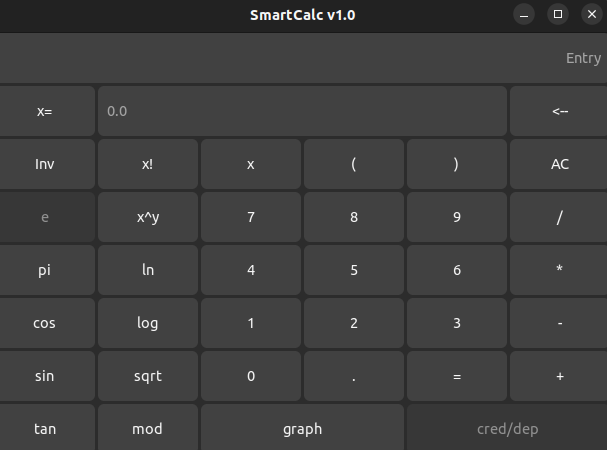 SmartCalc v1.0
Entry
x= 0.0 <--
Inv x! x ( ) AC
e x^y 7 8 9 /
pi ln 4 5 6 *
cos log 1 2 3 -
sin sqrt 0 . = +
tan mod graph cred/dep